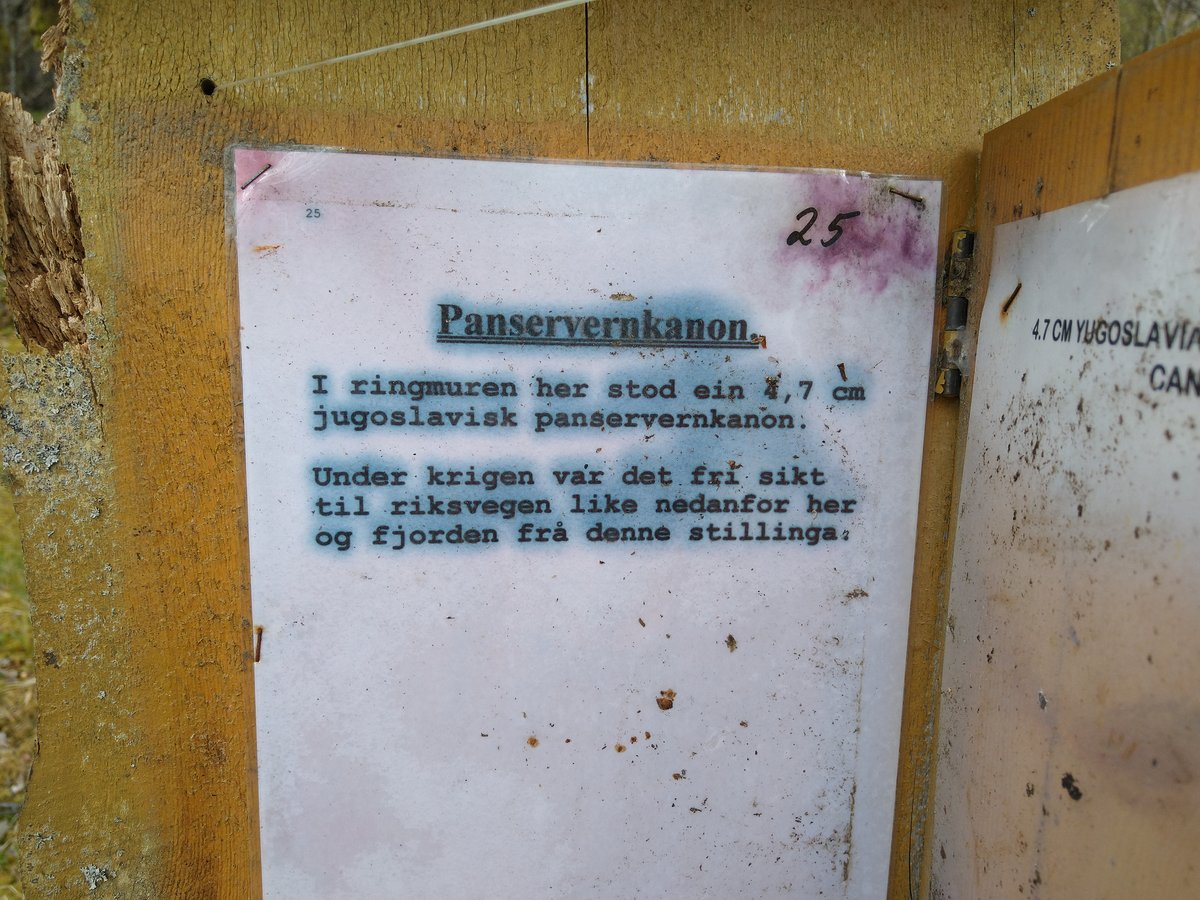 25
25
Panservernkanon.
I ringmuren her stod ein 4,7 cm
jugoslavisk panservernkanon.
Under krigen var det fri sikt
til riksvegen like nedanfor her
og fjorden frå denne stillinga.
4.7 CM YUGOSLAVIA
CAN